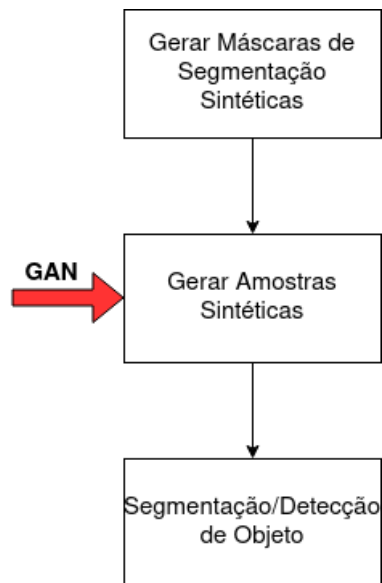 Gerar Máscaras de
Segmentação
Sintéticas
GAN
Gerar Amostras
Sintéticas
Segmentação/Detecção
de Objeto